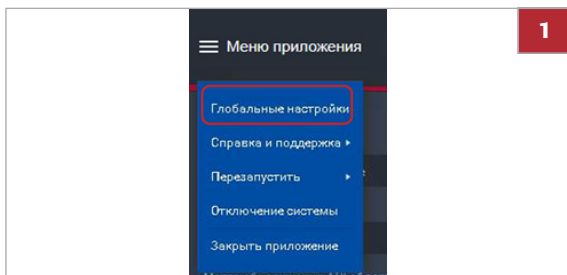 Меню приложения
1
Глобальные настройки
Справка и поддержка
Перезапустить
Отключение системы
Закрыть приложение